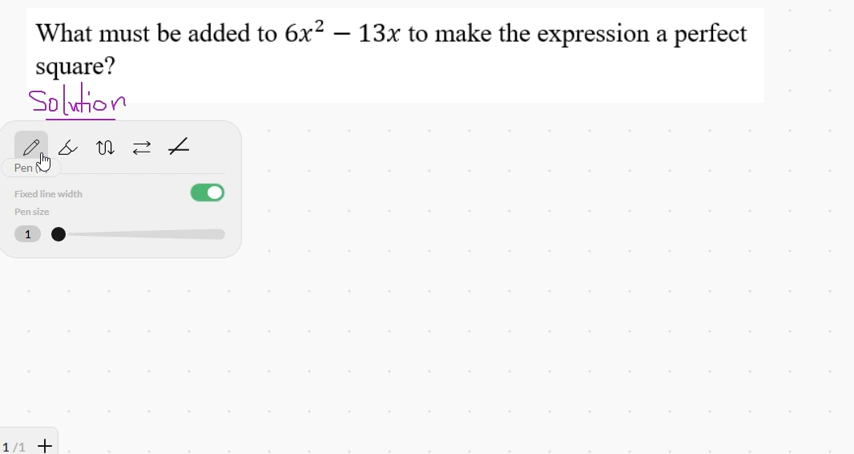 What must be added to 6x² − 13x to make the expression a perfect
square?
Solution
Pen
Fixed line width
Pen size
1
1/1